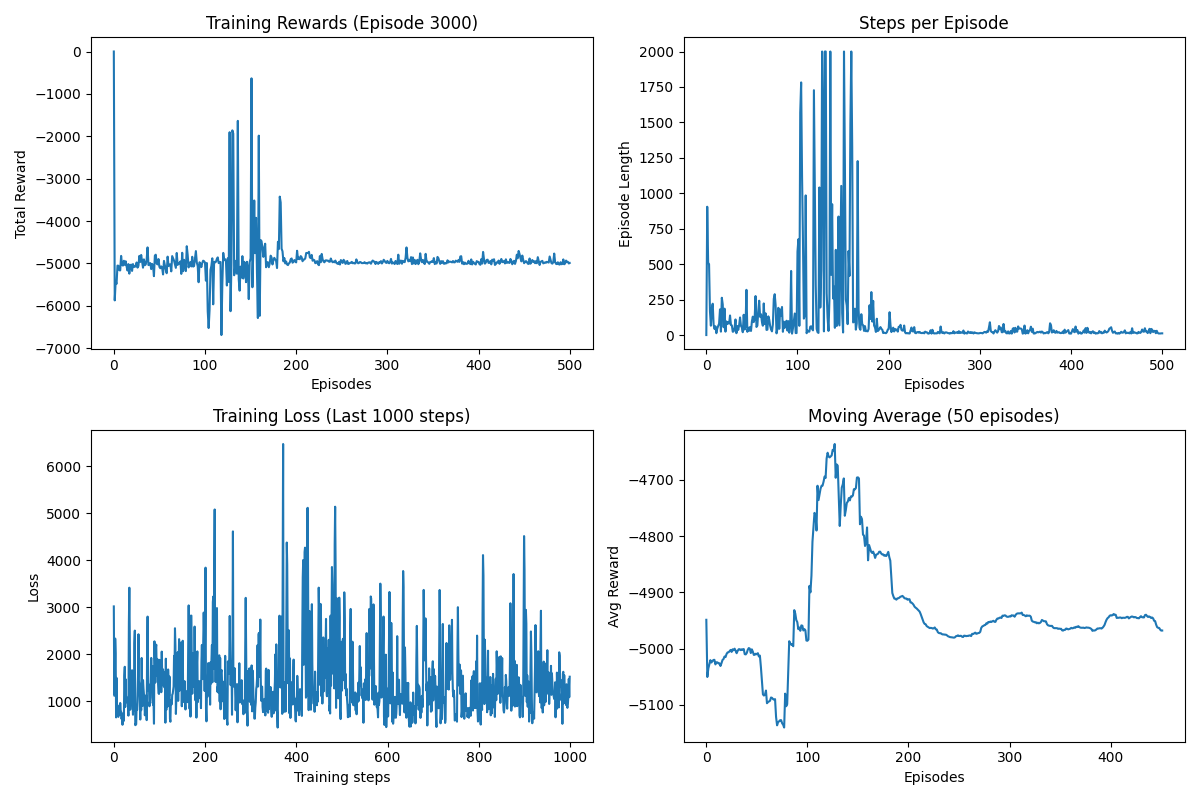 Training Rewards (Episode 3000)
0
−1000
−2000
−3000
−4000
−5000
−6000
−7000
Total Reward
0 100 200 300 400 500
Episodes
Steps per Episode
2000
1750
1500
1250
1000
750
500
250
0
Episode Length
0 100 200 300 400 500
Episodes
Training Loss (Last 1000 steps)
6000
5000
4000
3000
2000
1000
Loss
0 200 400 600 800 1000
Training steps
Moving Average (50 episodes)
−4700
−4800
−4900
−5000
−5100
Avg Reward
0 100 200 300 400
Episodes